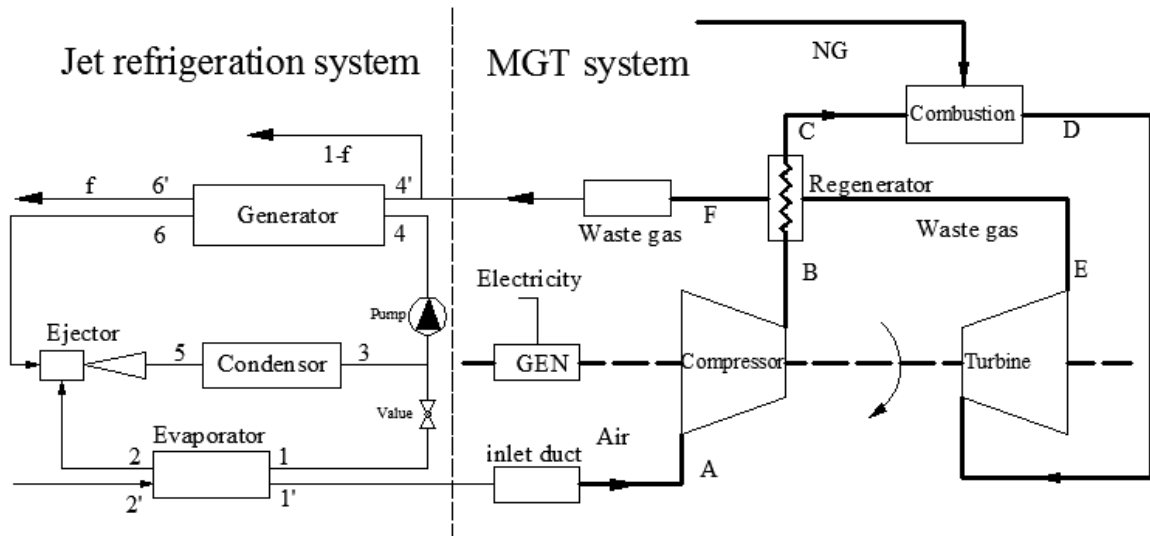 Jet refrigeration system
MGT system
NG
Combustion
C
D
1-f
f
6'
4'
Generator
6
4
Waste gas
F
Regenerator
Waste gas
B
E
Electricity
Pump
Ejector
5
Condensor
3
GEN
Compressor
Turbine
Value
Evaporator
2
1
2'
1'
inlet duct
Air
A